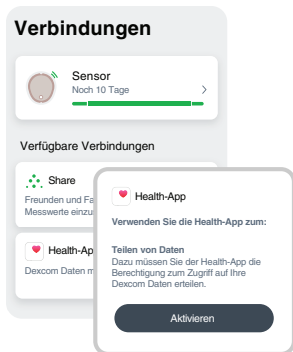 Verbindungen
Sensor
Noch 10 Tage
Verfügbare Verbindungen
Share
Freunden und
Messwerte
Health-App
Dexcom Daten
Health-App
Verwenden Sie die Health-App zum:
Teilen von Daten
Dazu müssen Sie der Health-App die
Berechtigung zum Zugriff auf Ihre
Dexcom Daten erteilen.
Aktivieren